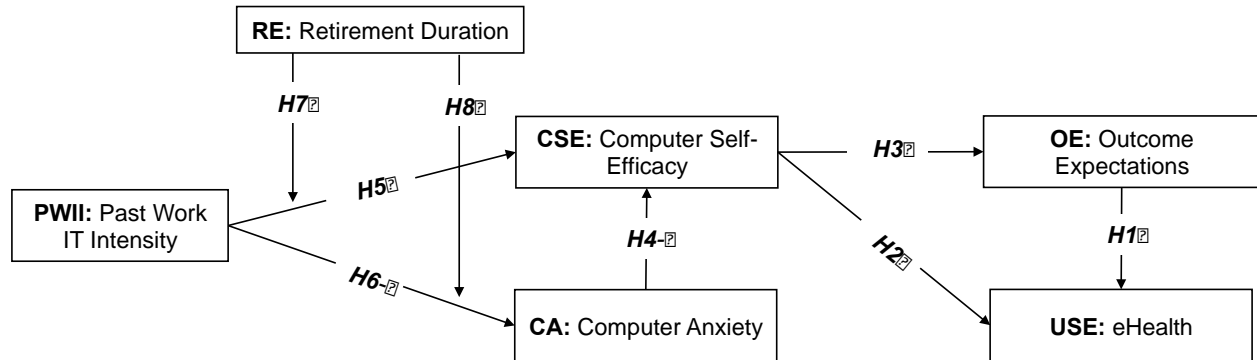 RE: Retirement Duration
H7
H8
CSE: Computer Self-
Efficacy
H3
OE: Outcome
Expectations
H5
PWII: Past Work
IT Intensity
H4-
H2
H1
H6-
CA: Computer Anxiety
USE: eHealth